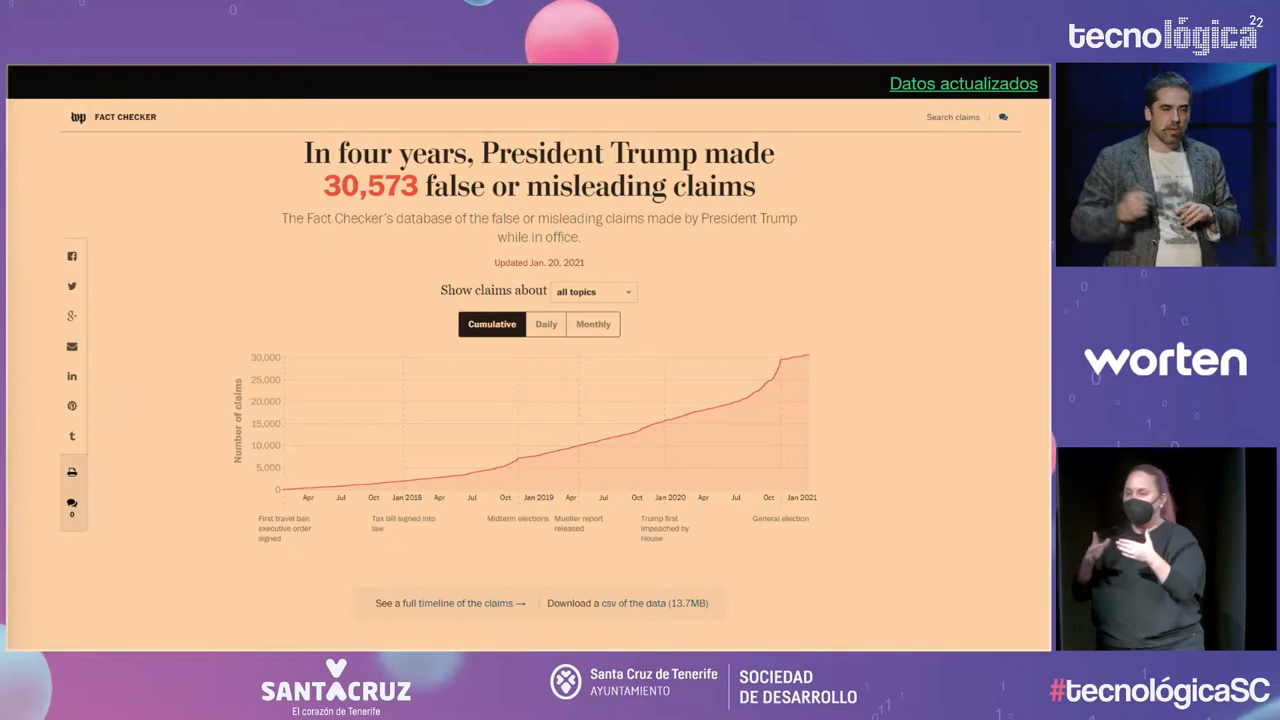 tecnológica22
Datos actualizados
wp FACT CHECKER
Search claims
In four years, President Trump made
30,573 false or misleading claims
The Fact Checker's database of the false or misleading claims made by President Trump
while in office.
Updated Jan. 20, 2021
Show claims about all topics
Cumulative Daily Monthly
Number of claims
30,000
25,000
20,000
15,000
10,000
5,000
0
Apr Jul Oct Jan 2018 Apr Jul Oct Jan 2019 Apr Jul Oct Jan 2020 Apr Jul Oct Jan 2021
First travel ban
executive order
signed
Tax bill signed into
law
Midterm elections
Mueller report
released
Trump first
impeached by
House
General election
0
See a full timeline of the claims →
Download a csv of the data (13.7MB)
worten
SANTACRUZ
El corazón de Tenerife
Santa Cruz de Tenerife
AYUNTAMIENTO
SOCIEDAD
DE DESARROLLO
#tecnológicaSC